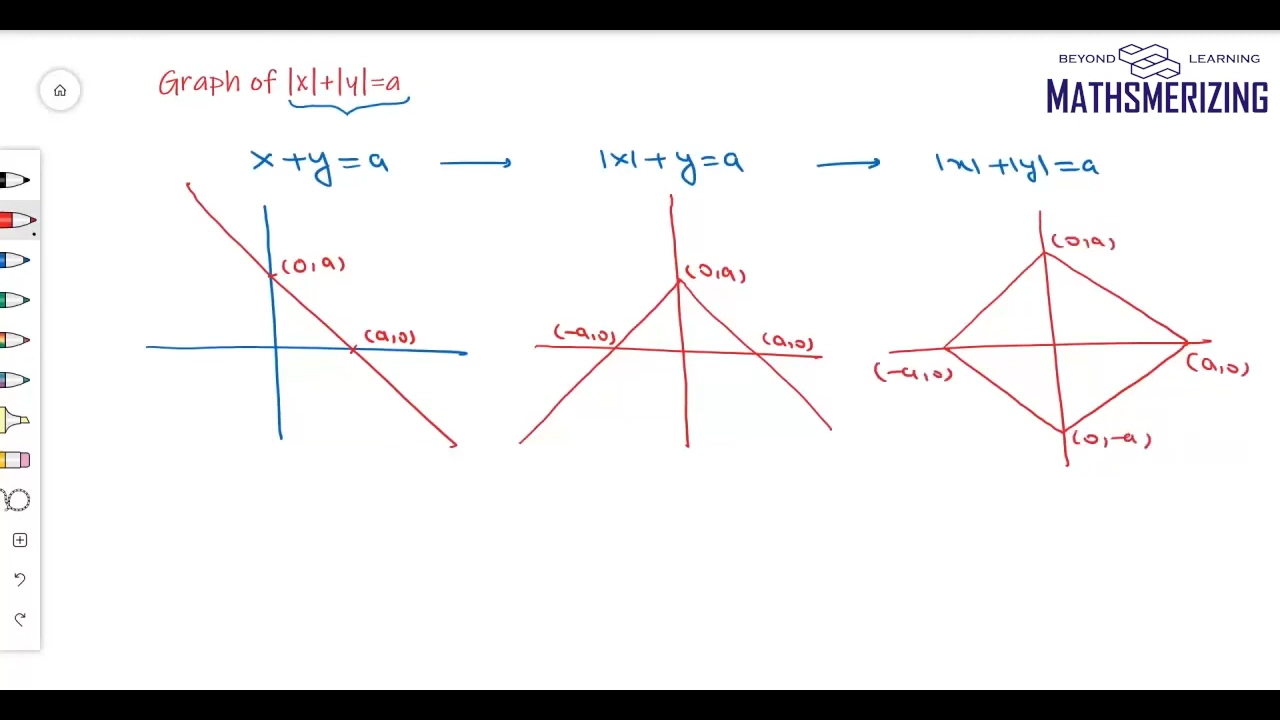 BEYOND LEARNING
MATHSMERIZING
Graph of |x|+|y|=a
x+y=a → |x|+y=a → |x|+|y|=a
(0,a)
(a,0)
(0,a)
(-a,0)
(a,0)
(0,a)
(-a,0)
(a,0)
(0,-a)